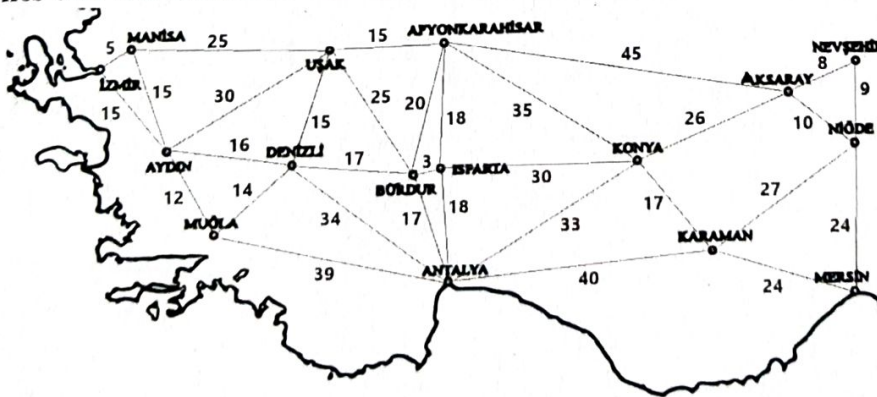 MANİSA
AFYONKARAHİSAR
5
25
15
45
NEVŞEHİR
UŞAK
8
İZMİR
AKSARAY
15
30
25
20
35
9
15
18
26
10
NİĞDE
15
16
DENİZLİ
KONYA
AYDIN
17
3
ISPARTA
30
BURDUR
27
12
14
34
17
18
17
24
MUĞLA
33
KARAMAN
ANTALYA
39
40
24
MERSİN